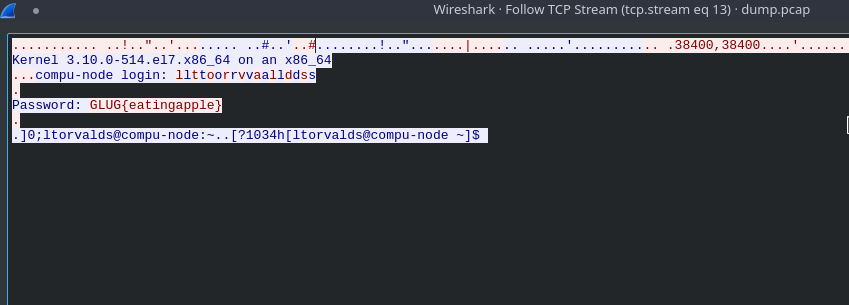 Wireshark · Follow TCP Stream (tcp.stream eq 13) · dump.pcap
........... ..!.."..'....... ..#..'..#........!..".......|...... .....'........... .38400,38400....'.......
Kernel 3.10.0-514.el7.x86_64 on an x86_64
...compu-node login: llttoorrvvaallddss
.
Password: GLUG{eatingapple}
.
.]0;ltorvalds@compu-node:~..[?1034h[ltorvalds@compu-node ~]$